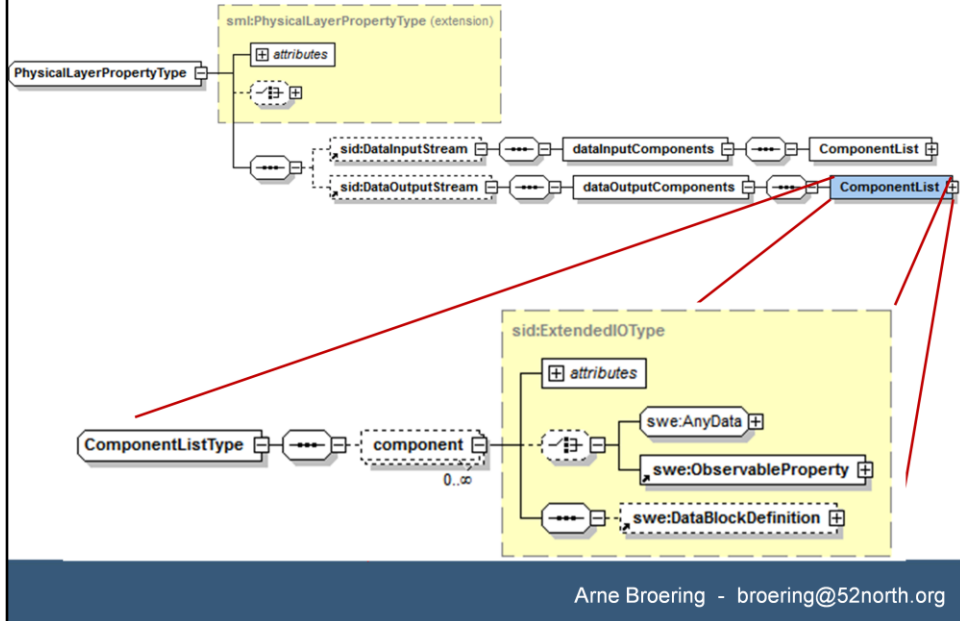 sml:PhysicalLayerPropertyType (extension)
attributes
PhysicalLayerPropertyType
sid:DataInputStream
dataInputComponents
ComponentList
sid:DataOutputStream
dataOutputComponents
ComponentList
sid:ExtendedIOType
attributes
swe:AnyData
ComponentListType
component
0..∞
swe:ObservableProperty
swe:DataBlockDefinition
Arne Broering - broering@52north.org